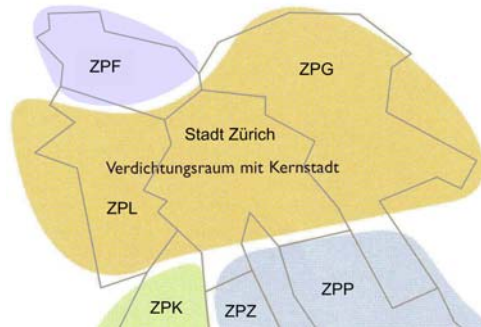 ZPF
ZPG
Stadt Zürich
Verdichtungsraum mit Kernstadt
ZPL
ZPK
ZPZ
ZPP